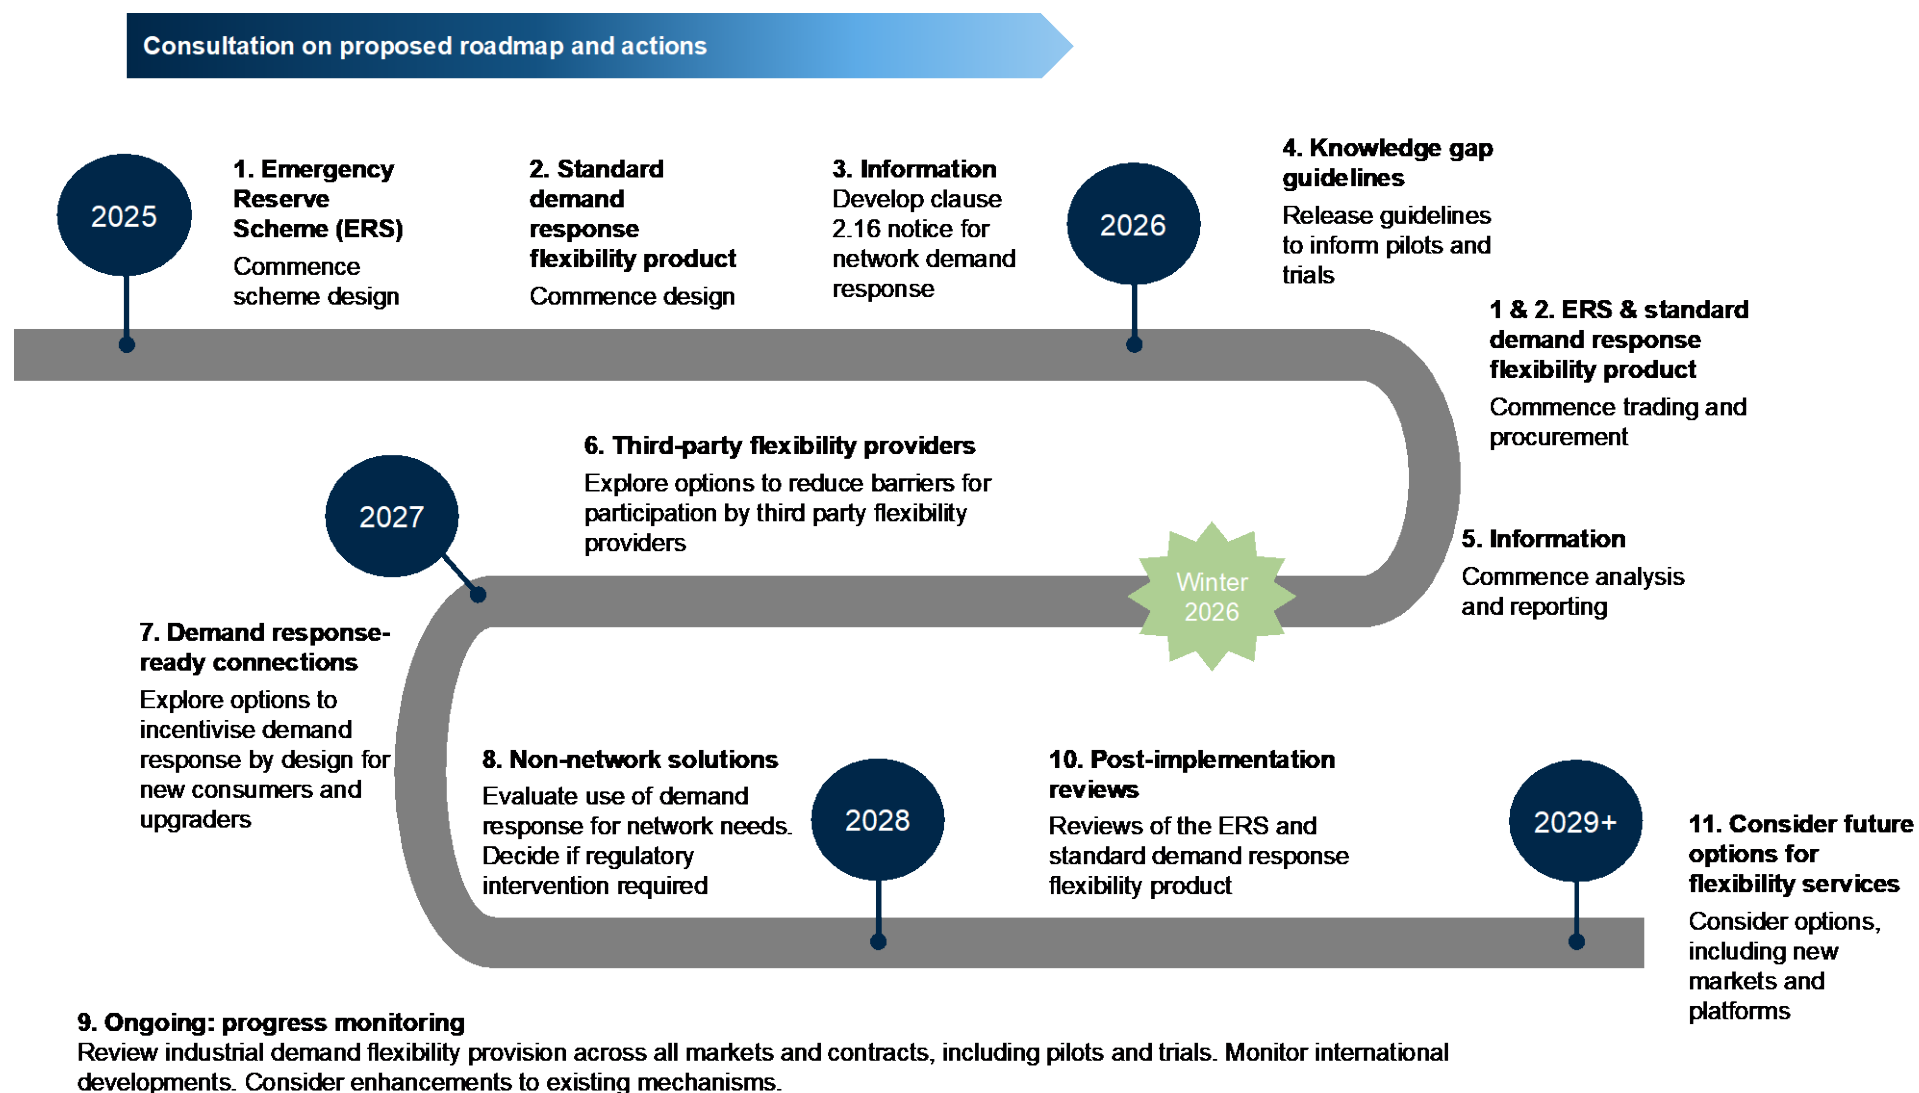 Consultation on proposed roadmap and actions
2025
1. Emergency
Reserve
Scheme (ERS)
Commence
scheme design
2. Standard
demand
response
flexibility product
Commence design
3. Information
Develop clause
2.16 notice for
network demand
response
2026
4. Knowledge gap
guidelines
Release guidelines
to inform pilots and
trials
1 & 2. ERS & standard
demand response
flexibility product
Commence trading and
procurement
5. Information
Commence analysis
and reporting
Winter
2026
6. Third-party flexibility providers
Explore options to reduce barriers for
participation by third party flexibility
providers
2027
7. Demand response-
ready connections
Explore options to
incentivise demand
response by design for
new consumers and
upgraders
8. Non-network solutions
Evaluate use of demand
response for network needs.
Decide if regulatory
intervention required
2028
10. Post-implementation
reviews
Reviews of the ERS and
standard demand response
flexibility product
2029+
11. Consider future
options for
flexibility services
Consider options,
including new
markets and
platforms
9. Ongoing: progress monitoring
Review industrial demand flexibility provision across all markets and contracts, including pilots and trials. Monitor international
developments. Consider enhancements to existing mechanisms.